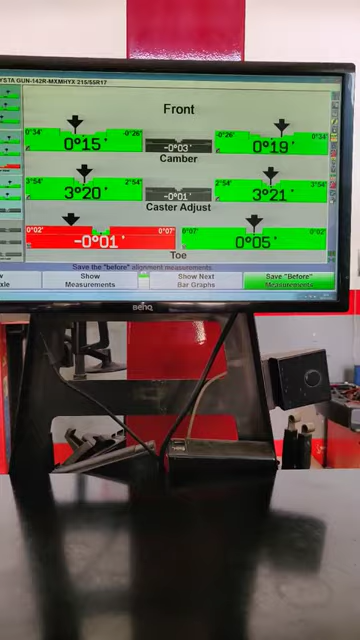 YSTA GUN-142R-MXMHYX 215/55R17
Front
0°34' -0°26' -0°26' 0°34'
0°15' -0°03' 0°19'
Camber
3°54' 2°54' 2°54' 3°54'
3°20' -0°01' 3°21'
Caster Adjust
0°02' 0°07' 0°07' 0°02'
-0°01' 0°05'
Toe
Save the "before" alignment measurements.
Show Measurements
Show Next Bar Graphs
Save "Before" Measurements
BenQ